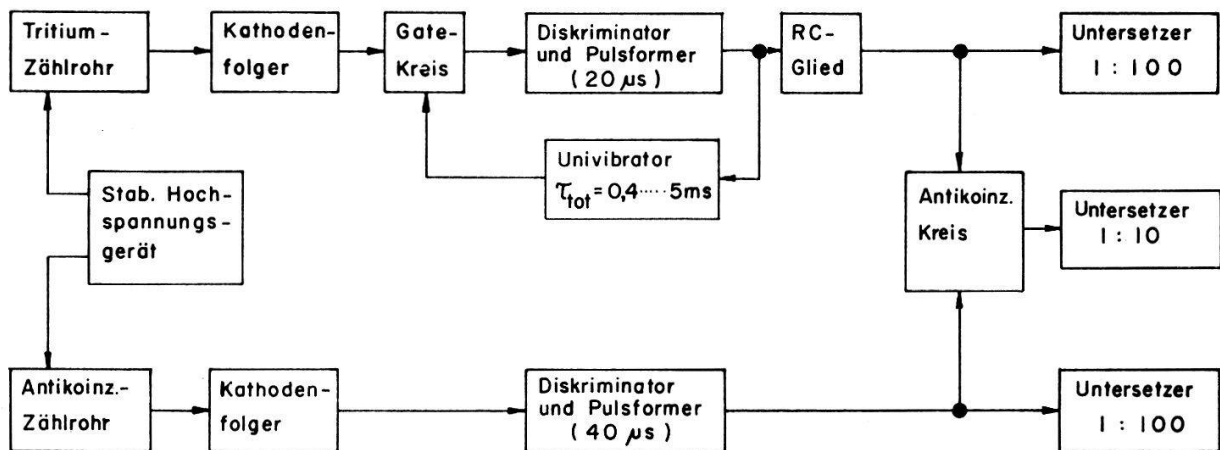 Tritium-
Zählrohr
Kathoden-
folger
Gate-
Kreis
Diskriminator
und Pulsformer
( 20 µs )
RC-
Glied
Untersetzer
1 : 100
Univibrator
τtot = 0,4·····5ms
Stab. Hoch-
spannungs-
gerät
Antikoinz.
Kreis
Untersetzer
1 : 10
Antikoinz.-
Zählrohr
Kathoden-
folger
Diskriminator
und Pulsformer
( 40 µs )
Untersetzer
1 : 100